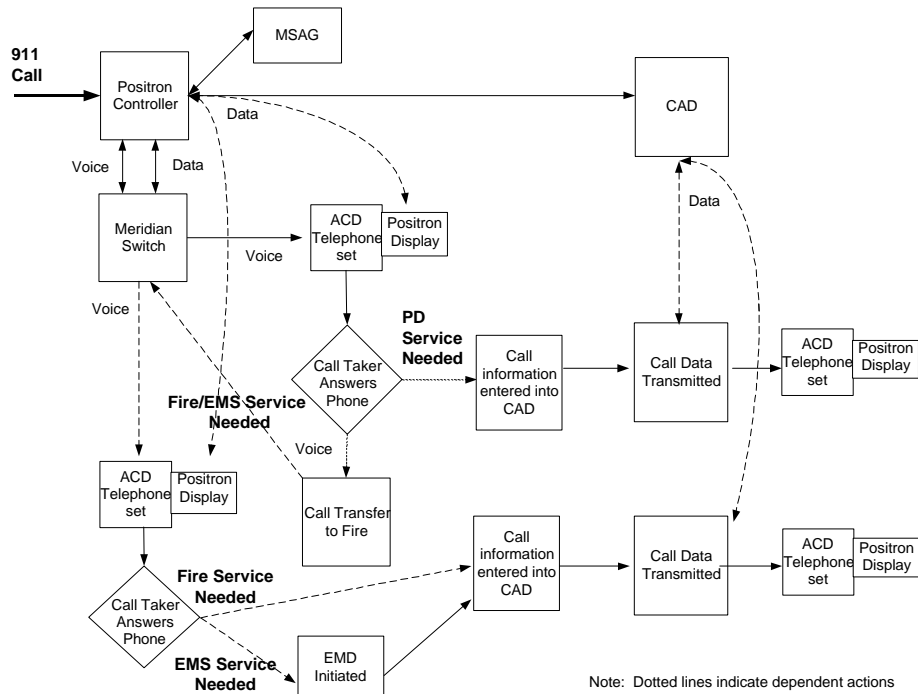 MSAG
911
Call
Positron
Controller
CAD
Data
Voice
Data
Data
Meridian
Switch
ACD
Telephone
set
Positron
Display
Voice
Voice
PD
Service
Needed
Call Taker
Answers
Phone
Call
information
entered into
CAD
Call Data
Transmitted
ACD
Telephone
set
Positron
Display
Fire/EMS Service
Needed
Voice
ACD
Telephone
set
Positron
Display
Call Transfer
to Fire
Call
information
entered into
CAD
Call Data
Transmitted
ACD
Telephone
set
Positron
Display
Fire Service
Needed
Call Taker
Answers
Phone
EMS Service
Needed
EMD
Initiated
Note: Dotted lines indicate dependent actions